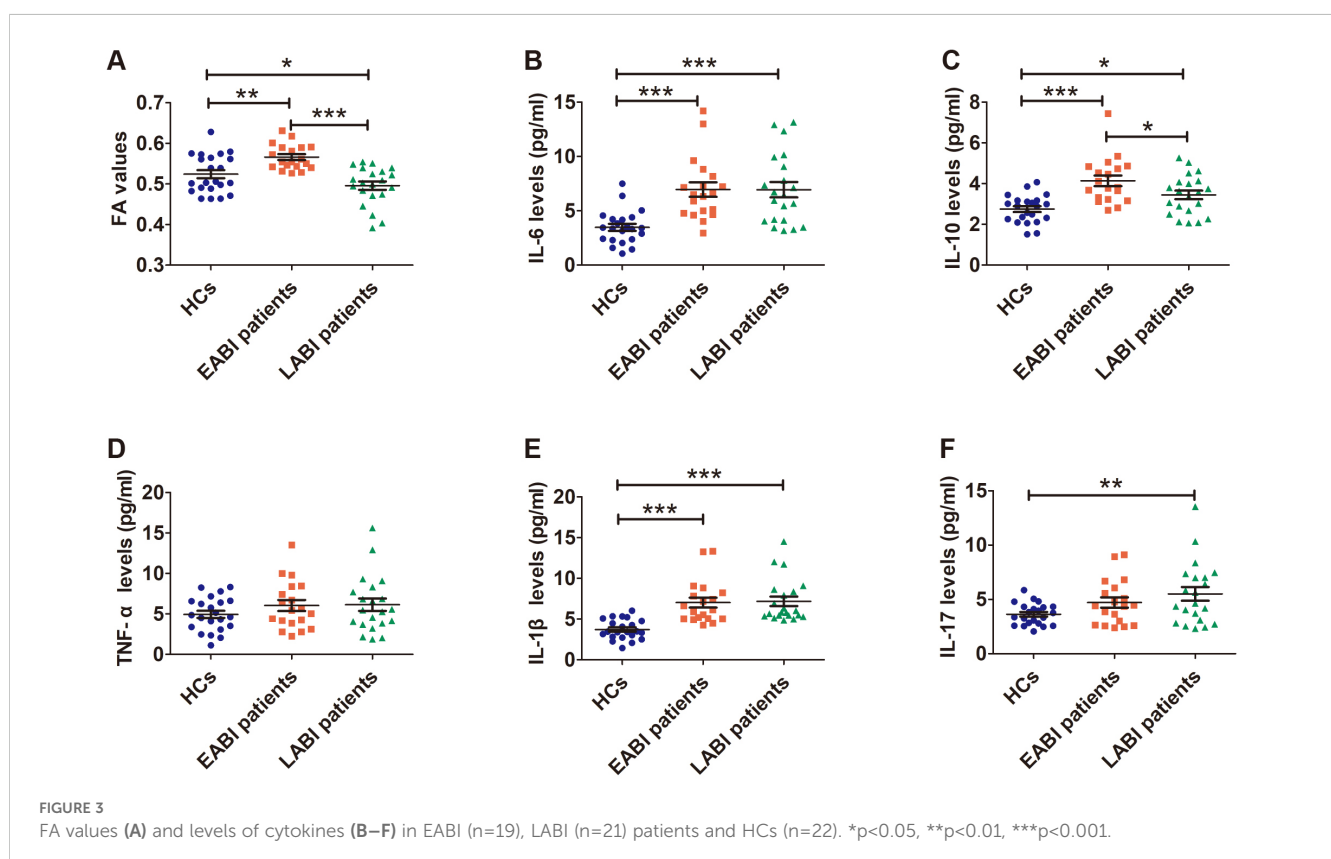 A
*
**
***
FA values
0.7
0.6
0.5
0.4
0.3
HCs
EABI patients
LABI patients
B
***
***
IL-6 levels (pg/ml)
15
10
5
0
HCs
EABI patients
LABI patients
C
*
***
*
IL-10 levels (pg/ml)
8
6
4
2
0
HCs
EABI patients
LABI patients
D
TNF- α levels (pg/ml)
20
15
10
5
0
HCs
EABI patients
LABI patients
E
***
***
IL-1β levels (pg/ml)
20
15
10
5
0
HCs
EABI patients
LABI patients
F
**
IL-17 levels (pg/ml)
15
10
5
0
HCs
EABI patients
LABI patients
FIGURE 3
FA values (A) and levels of cytokines (B–F) in EABI (n=19), LABI (n=21) patients and HCs (n=22). *p<0.05, **p<0.01, ***p<0.001.